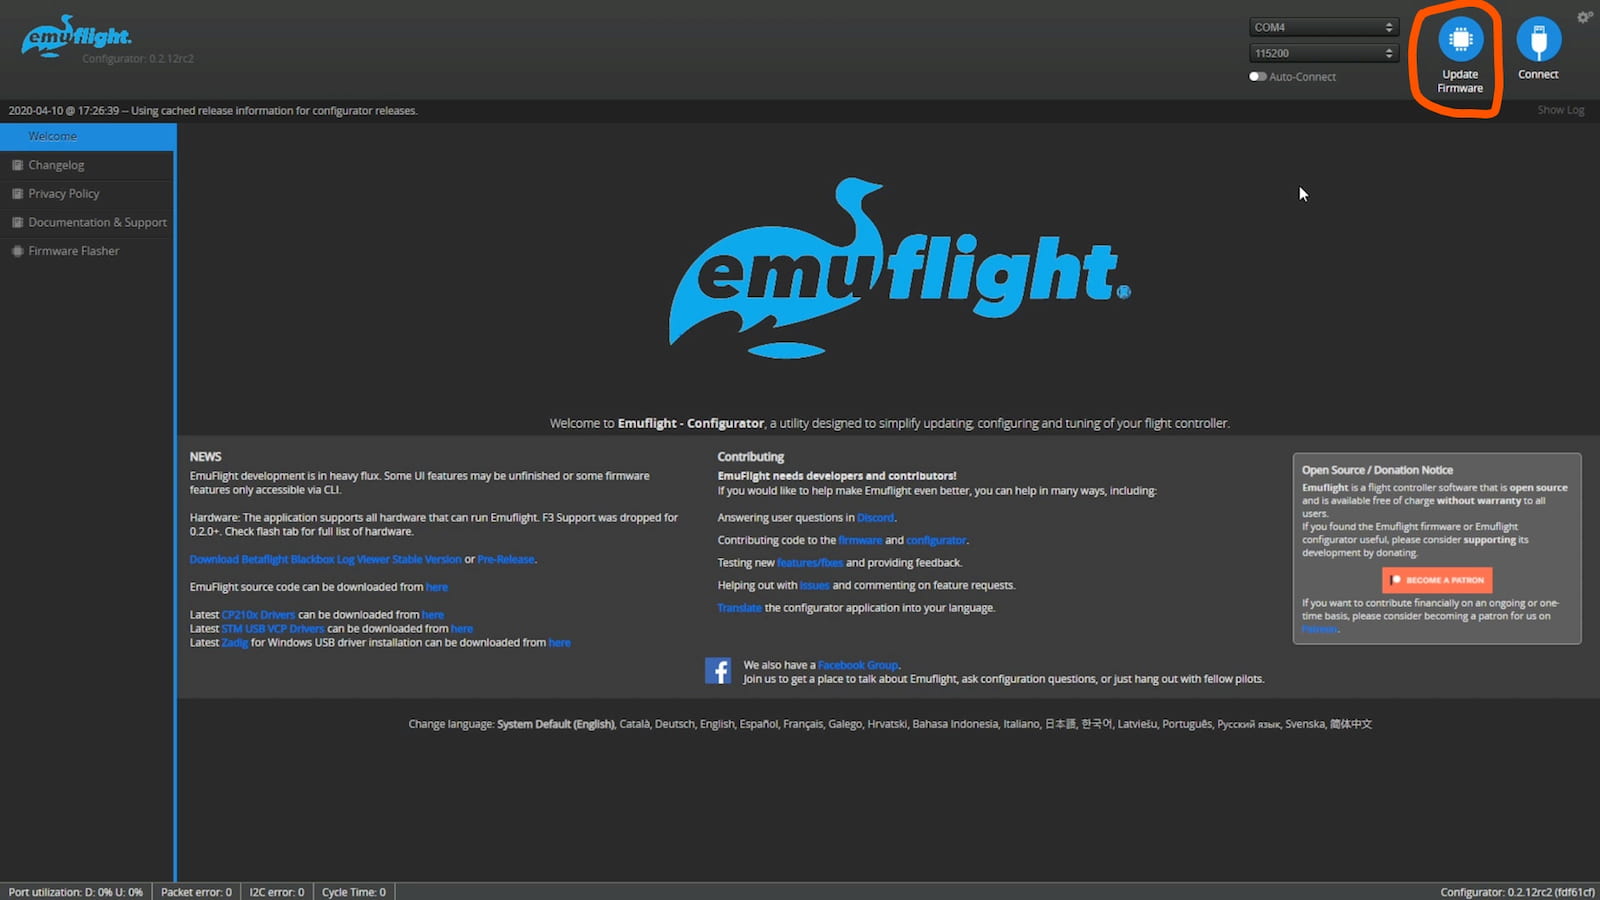 emuflight.
Configurator: 0.2.12rc2
COM4
115200
Auto-Connect
Update
Firmware
Connect
2020-04-10 @ 17:26:39 -- Using cached release information for configurator releases.
Show Log
Welcome
Changelog
Privacy Policy
Documentation & Support
Firmware Flasher
emuflight.
Welcome to Emuflight - Configurator, a utility designed to simplify updating, configuring and tuning of your flight controller.
NEWS
EmuFlight development is in heavy flux. Some UI features may be unfinished or some firmware
features only accessible via CLI.
Hardware: The application supports all hardware that can run Emuflight. F3 Support was dropped for
0.2.0+. Check flash tab for full list of hardware.
Download Betaflight Blackbox Log Viewer Stable Version or Pre-Release.
EmuFlight source code can be downloaded from here
Latest CP210x Drivers can be downloaded from here
Latest STM USB VCP Drivers can be downloaded from here
Latest Zadig for Windows USB driver installation can be downloaded from here
Contributing
EmuFlight needs developers and contributors!
If you would like to help make Emuflight even better, you can help in many ways, including:
Answering user questions in Discord.
Contributing code to the firmware and configurator.
Testing new features/fixes and providing feedback.
Helping out with issues and commenting on feature requests.
Translate the configurator application into your language.
We also have a Facebook Group.
Join us to get a place to talk about Emuflight, ask configuration questions, or just hang out with fellow pilots.
Open Source / Donation Notice
Emuflight is a flight controller software that is open source
and is available free of charge without warranty to all
users.
If you found the Emuflight firmware or Emuflight
configurator useful, please consider supporting its
development by donating.
BECOME A PATRON
If you want to contribute financially on an ongoing or one-
time basis, please consider becoming a patron for us on
Patreon.
Change language: System Default (English), Català, Deutsch, English, Español, Français, Galego, Hrvatski, Bahasa Indonesia, Italiano, 日本語, 한국어, Latviešu, Português, Русский язык, Svenska, 简体中文
Port utilization: D: 0% U: 0%
Packet error: 0
I2C error: 0
Cycle Time: 0
Configurator: 0.2.12rc2 (fdf61cf)